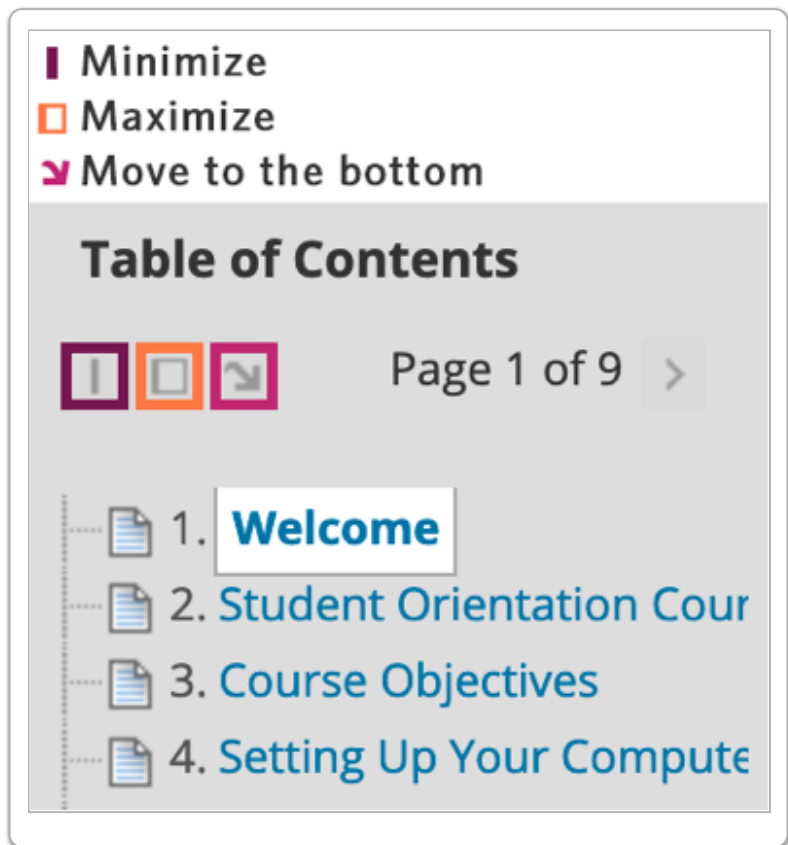 Minimize
Maximize
Move to the bottom
Table of Contents
Page 1 of 9 >
1. Welcome
2. Student Orientation Cour
3. Course Objectives
4. Setting Up Your Compute